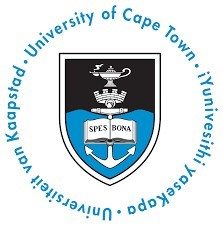 University of Cape Town · iYunivesithi yaseKapa · Universiteit van Kaapstad ·
SPES BONA